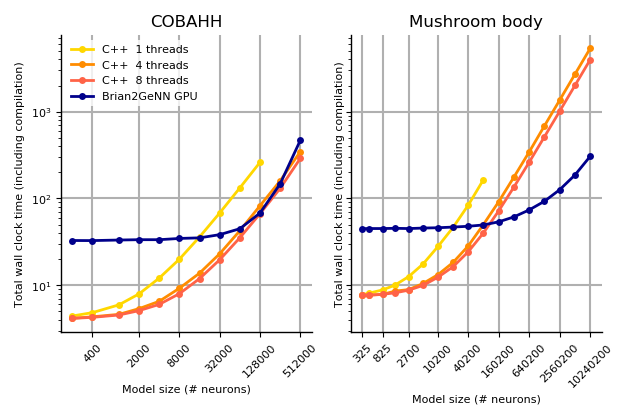 COBAHH
Mushroom body
C++ 1 threads
C++ 4 threads
C++ 8 threads
Brian2GeNN GPU
Total wall clock time (including compilation)
10³
10²
10¹
400
2000
8000
32000
128000
512000
Model size (# neurons)
Total wall clock time (including compilation)
10³
10²
10¹
325
825
2700
10200
40200
160200
640200
2560200
10240200
Model size (# neurons)